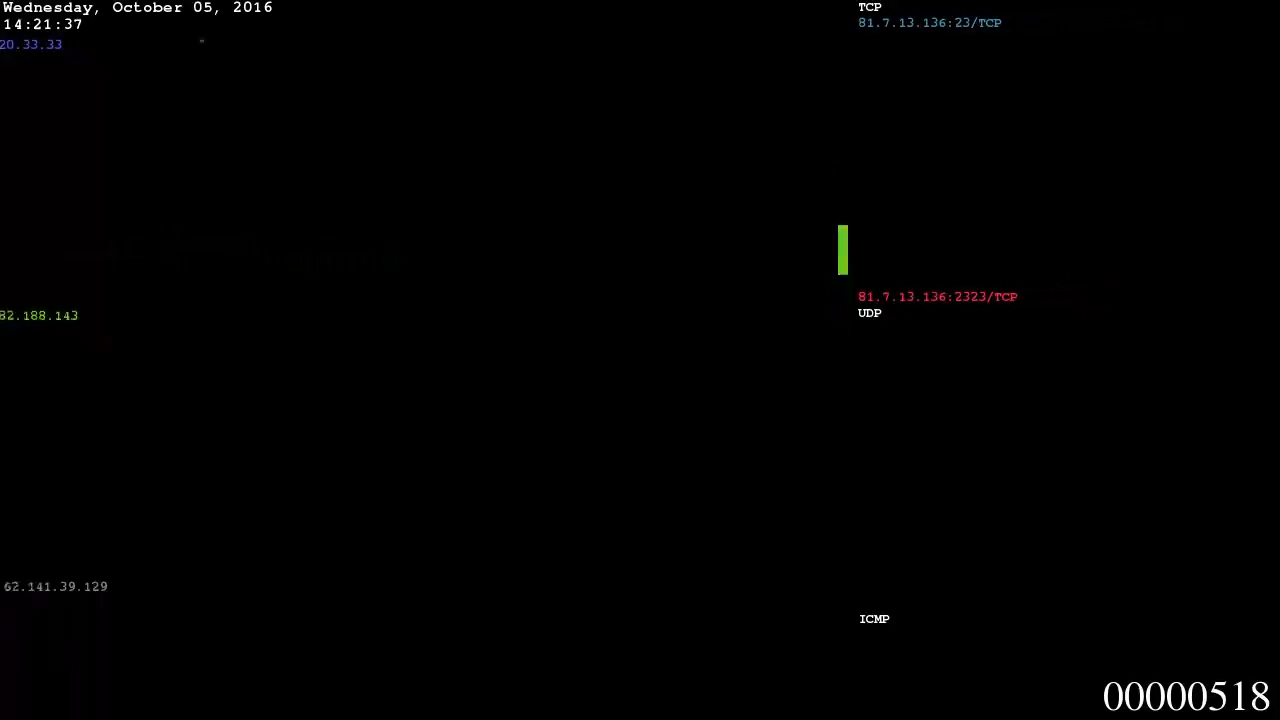 Wednesday, October 05, 2016
14:21:37
20.33.33
82.188.143
62.141.39.129
TCP
81.7.13.136:23/TCP
81.7.13.136:2323/TCP
UDP
ICMP
00000518